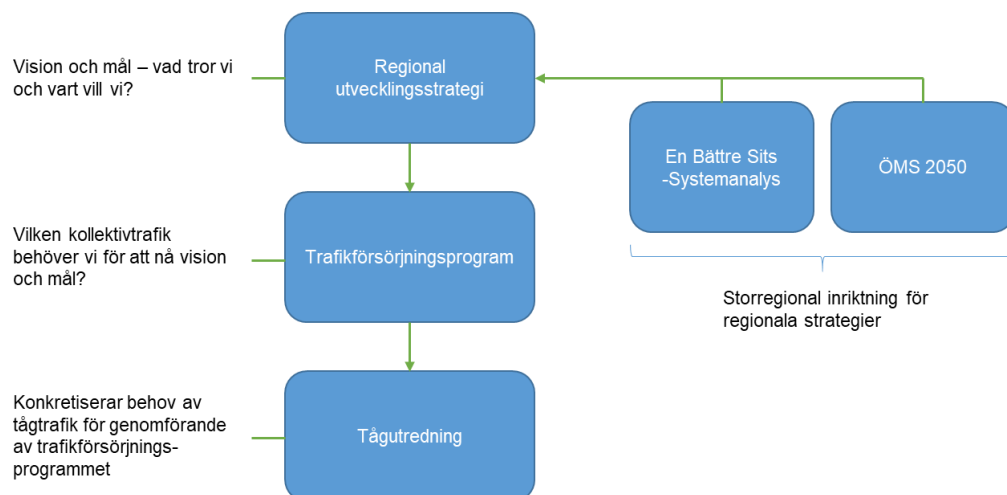 Vision och mål – vad tror vi
och vart vill vi?
Regional
utvecklingsstrategi
En Bättre Sits
-Systemanalys
ÖMS 2050
Vilken kollektivtrafik
behöver vi för att nå vision
och mål?
Trafikförsörjningsprogram
Storregional inriktning för
regionala strategier
Konkretiserar behov av
tågtrafik för genomförande
av trafikförsörjnings-
programmet
Tågutredning